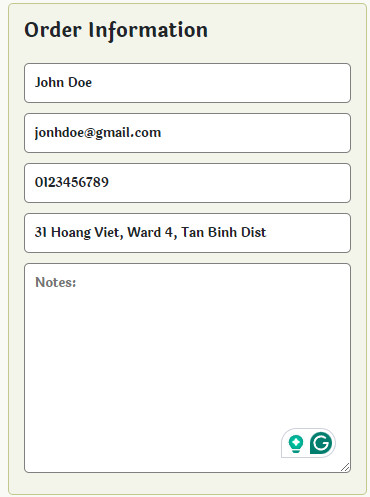 Order Information
John Doe
jonhdoe@gmail.com
0123456789
31 Hoang Viet, Ward 4, Tan Binh Dist
Notes: